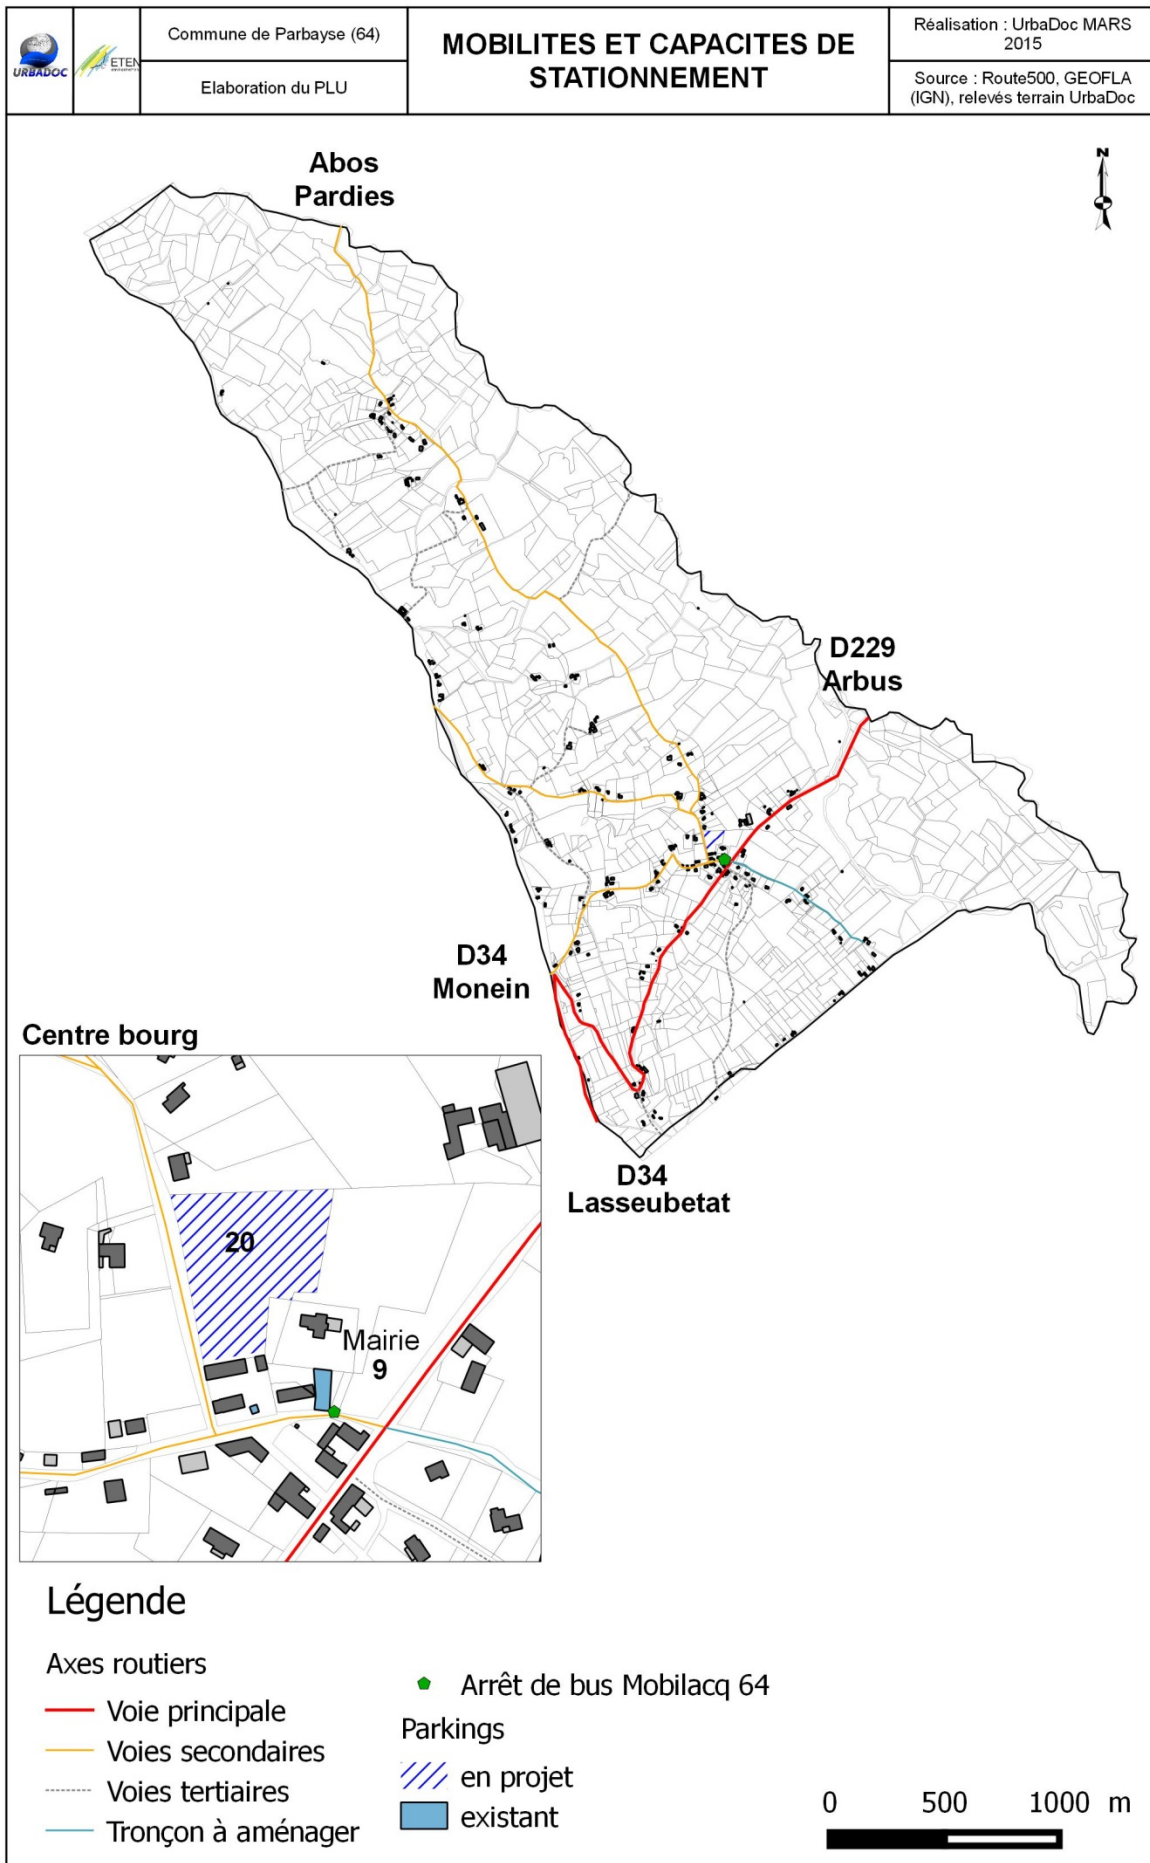 URBADOC
ETEN
Commune de Parbayse (64)
Elaboration du PLU
MOBILITES ET CAPACITES DE
STATIONNEMENT
Réalisation : UrbaDoc MARS
2015
Source : Route500, GEOFLA
(IGN), relevés terrain UrbaDoc
N
Abos
Pardies
D229
Arbus
D34
Monein
D34
Lasseubetat
Centre bourg
20
Mairie
9
Légende
Axes routiers
Voie principale
Voies secondaires
Voies tertiaires
Tronçon à aménager
Arrêt de bus Mobilacq 64
Parkings
en projet
existant
0 500 1000 m